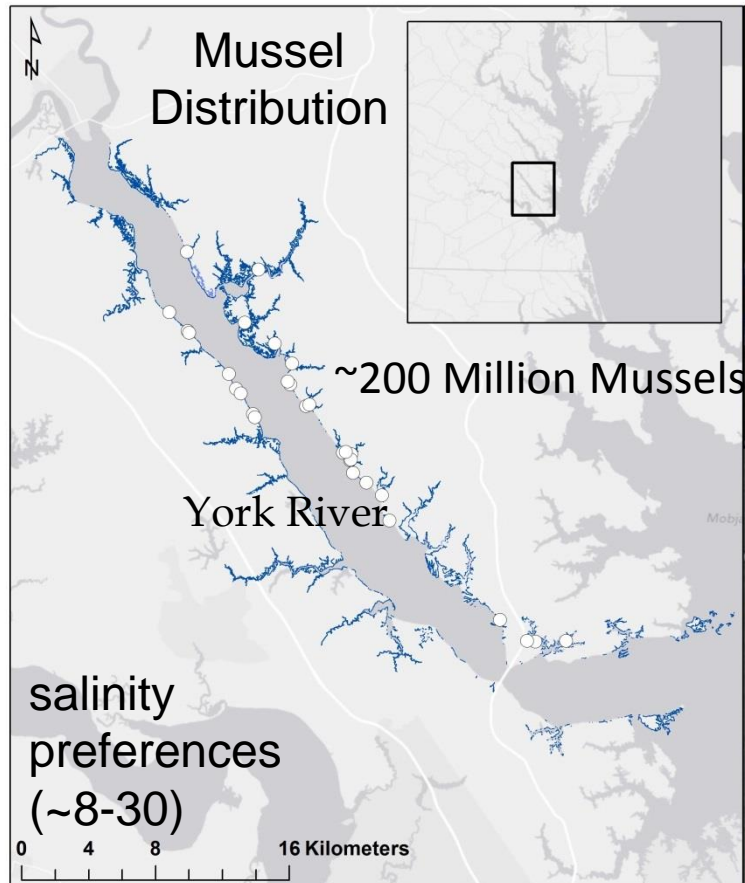 N
Mussel
Distribution
~200 Million Mussels
York River
salinity
preferences
(~8-30)
0 4 8 16 Kilometers